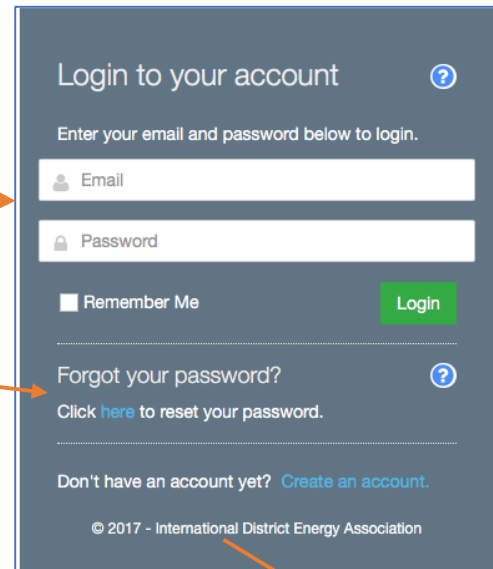 Login to your account
?
Enter your email and password below to login.
Email
Password
Remember Me
Login
Forgot your password?
?
Click here to reset your password.
Don't have an account yet? Create an account.
© 2017 - International District Energy Association